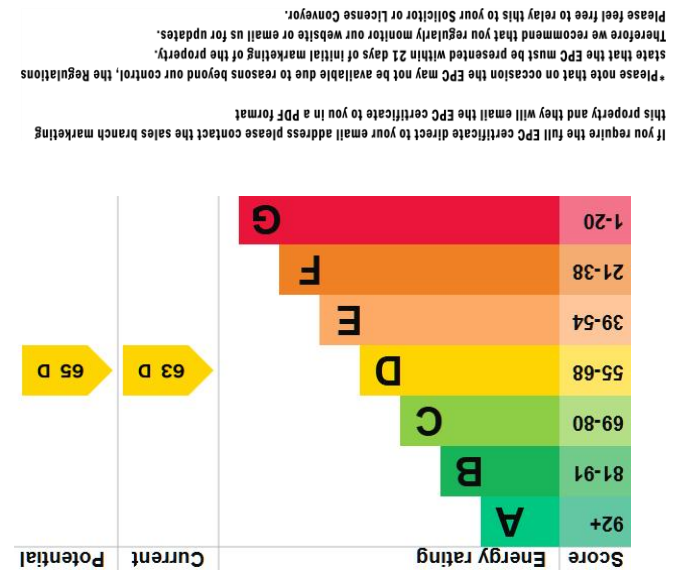 Score Energy rating Current Potential
92+ A
81-91 B
69-80 C
55-68 D 63 D 65 D
39-54 E
21-38 F
1-20 G
If you require the full EPC certificate direct to your email address please contact the sales branch marketing
this property and they will email the EPC certificate to you in a PDF format
*Please note that on occasion the EPC may not be available due to reasons beyond our control, the Regulations
state that the EPC must be presented within 21 days of initial marketing of the property.
Therefore we recommend that you regularly monitor our website or email us for updates.
Please feel free to relay this to your Solicitor or License Conveyor.